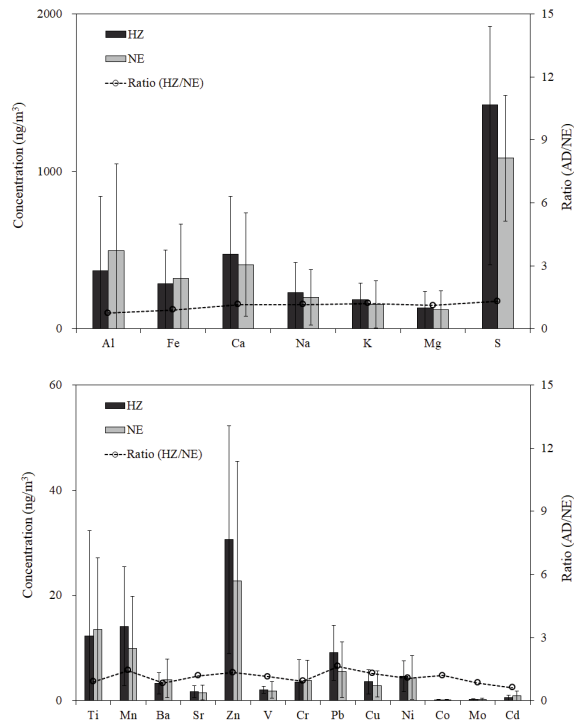 2000
1000
0
Concentration (ng/m³)
HZ
NE
Ratio (HZ/NE)
15
12
9
6
3
0
Ratio (AD/NE)
Al Fe Ca Na K Mg S
60
40
20
0
Concentration (ng/m³)
HZ
NE
Ratio (HZ/NE)
15
12
9
6
3
0
Ratio (AD/NE)
Ti Mn Ba Sr Zn V Cr Pb Cu Ni Co Mo Cd